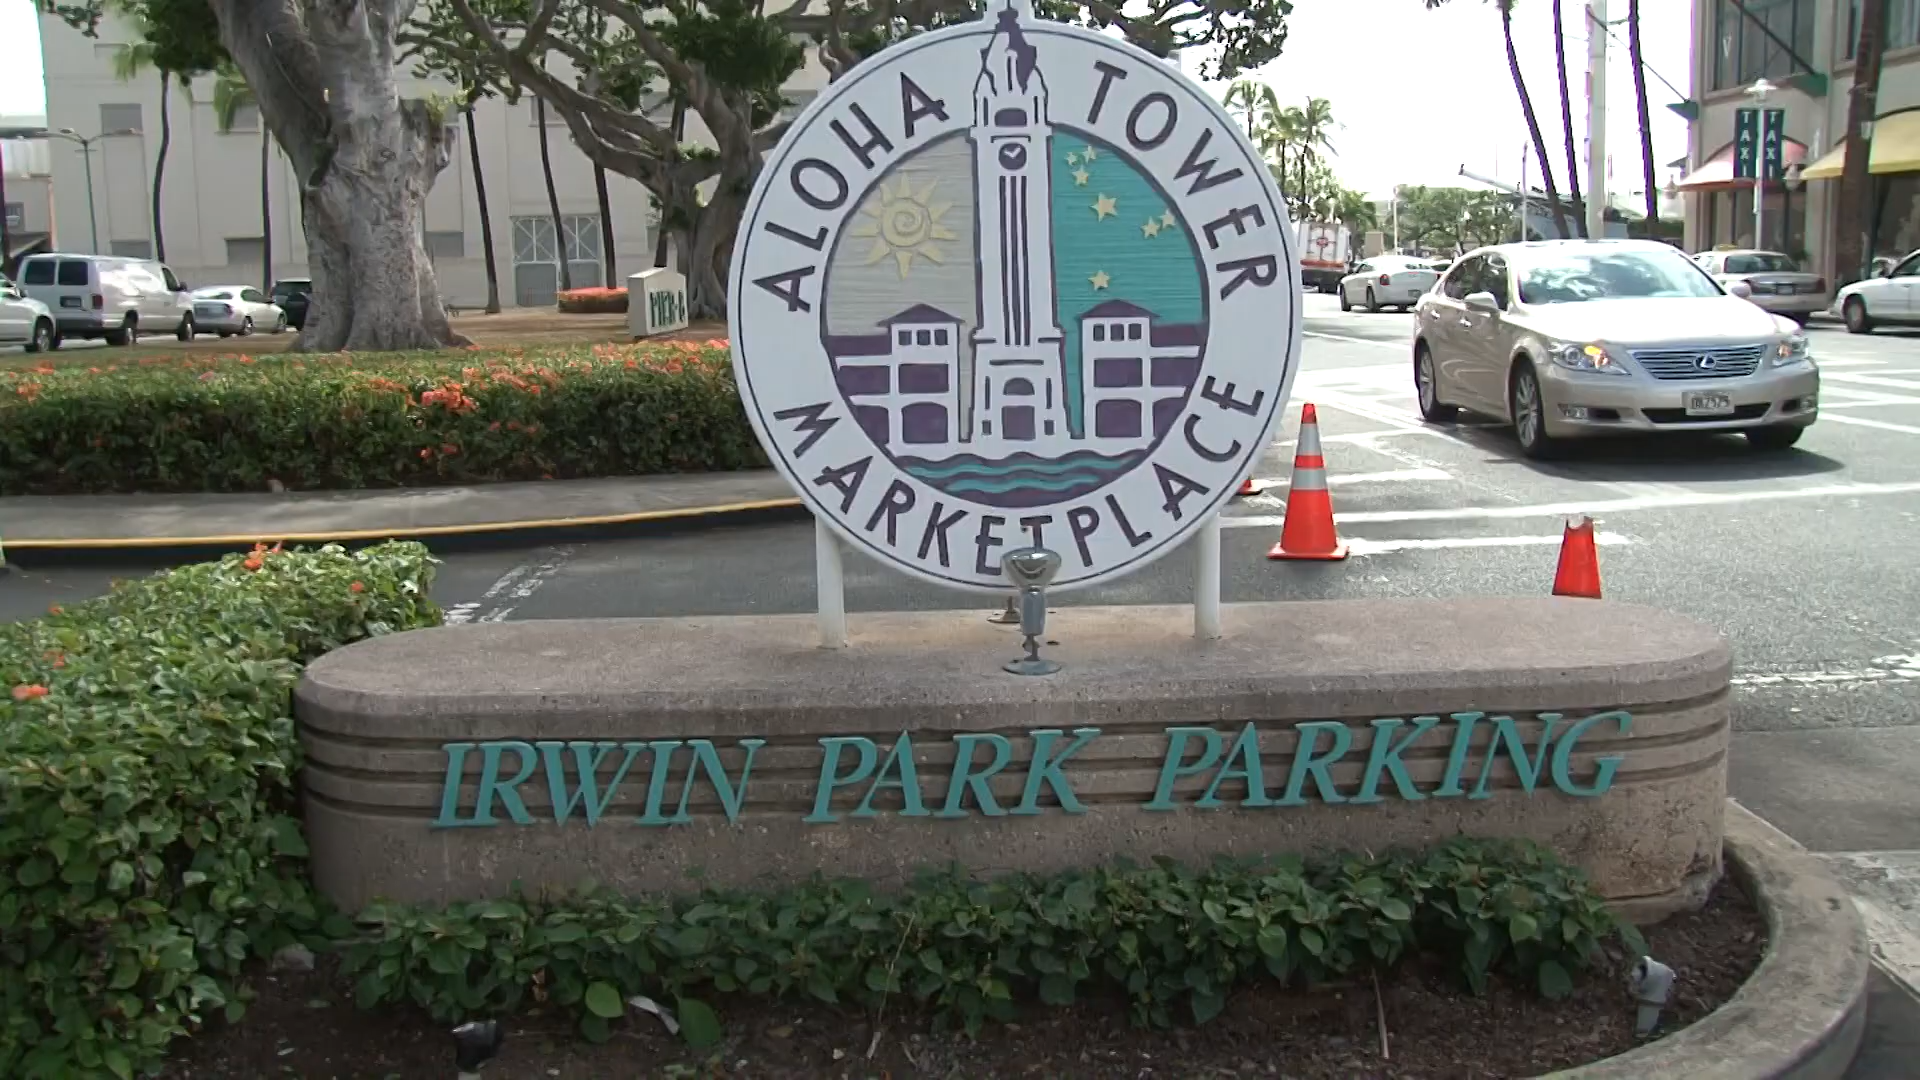 ALOHA TOWER
MARKETPLACE
IRWIN PARK PARKING
TAXI
TAXI